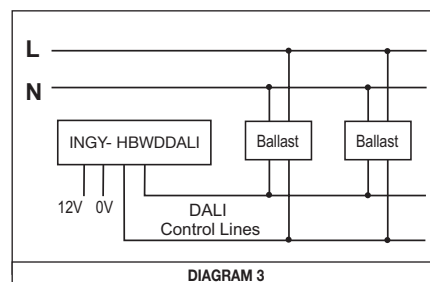 L
N
INGY- HBWDDALI
Ballast
Ballast
12V
0V
DALI
Control Lines
DIAGRAM 3